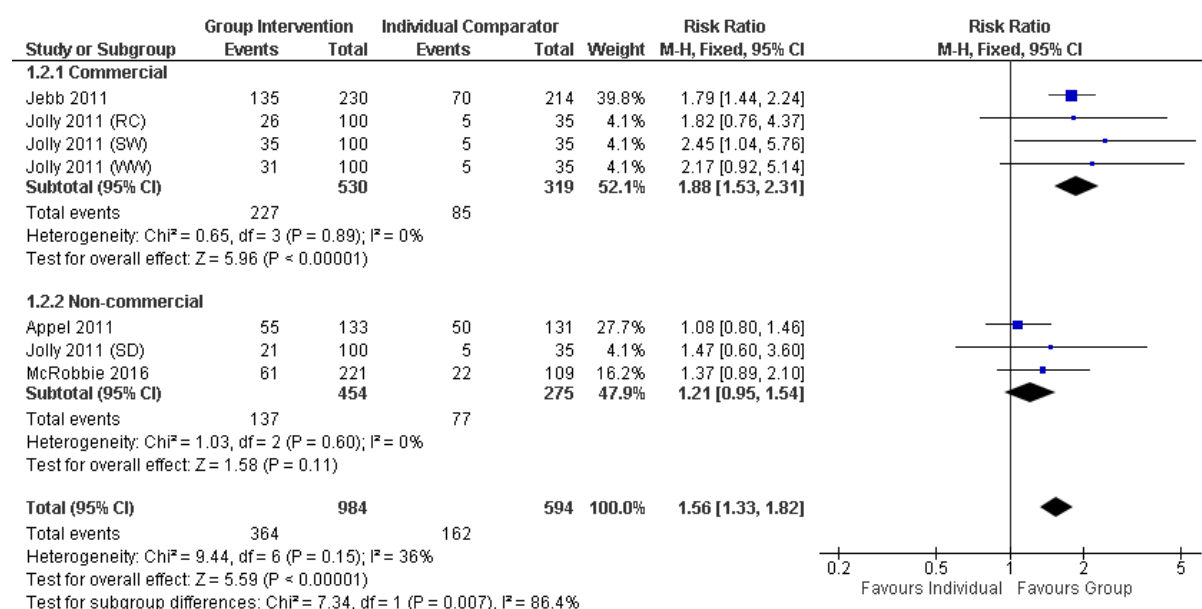 Group Intervention Individual Comparator Risk Ratio Risk Ratio
Study or Subgroup Events Total Events Total Weight M-H, Fixed, 95% CI M-H, Fixed, 95% CI
1.2.1 Commercial
Jebb 2011 135 230 70 214 39.8% 1.79 [1.44, 2.24]
Jolly 2011 (RC) 26 100 5 35 4.1% 1.82 [0.76, 4.37]
Jolly 2011 (SW) 35 100 5 35 4.1% 2.45 [1.04, 5.76]
Jolly 2011 (WW) 31 100 5 35 4.1% 2.17 [0.92, 5.14]
Subtotal (95% CI) 530 319 52.1% 1.88 [1.53, 2.31]
Total events 227 85
Heterogeneity: Chi² = 0.65, df = 3 (P = 0.89); I² = 0%
Test for overall effect: Z = 5.96 (P < 0.00001)
1.2.2 Non-commercial
Appel 2011 55 133 50 131 27.7% 1.08 [0.80, 1.46]
Jolly 2011 (SD) 21 100 5 35 4.1% 1.47 [0.60, 3.60]
McRobbie 2016 61 221 22 109 16.2% 1.37 [0.89, 2.10]
Subtotal (95% CI) 454 275 47.9% 1.21 [0.95, 1.54]
Total events 137 77
Heterogeneity: Chi² = 1.03, df = 2 (P = 0.60); I² = 0%
Test for overall effect: Z = 1.58 (P = 0.11)
Total (95% CI) 984 594 100.0% 1.56 [1.33, 1.82]
Total events 364 162
Heterogeneity: Chi² = 9.44, df = 6 (P = 0.15); I² = 36%
Test for overall effect: Z = 5.59 (P < 0.00001)
Test for subgroup differences: Chi² = 7.34, df = 1 (P = 0.007), I² = 86.4%
0.2 0.5 1 2 5
Favours Individual Favours Group